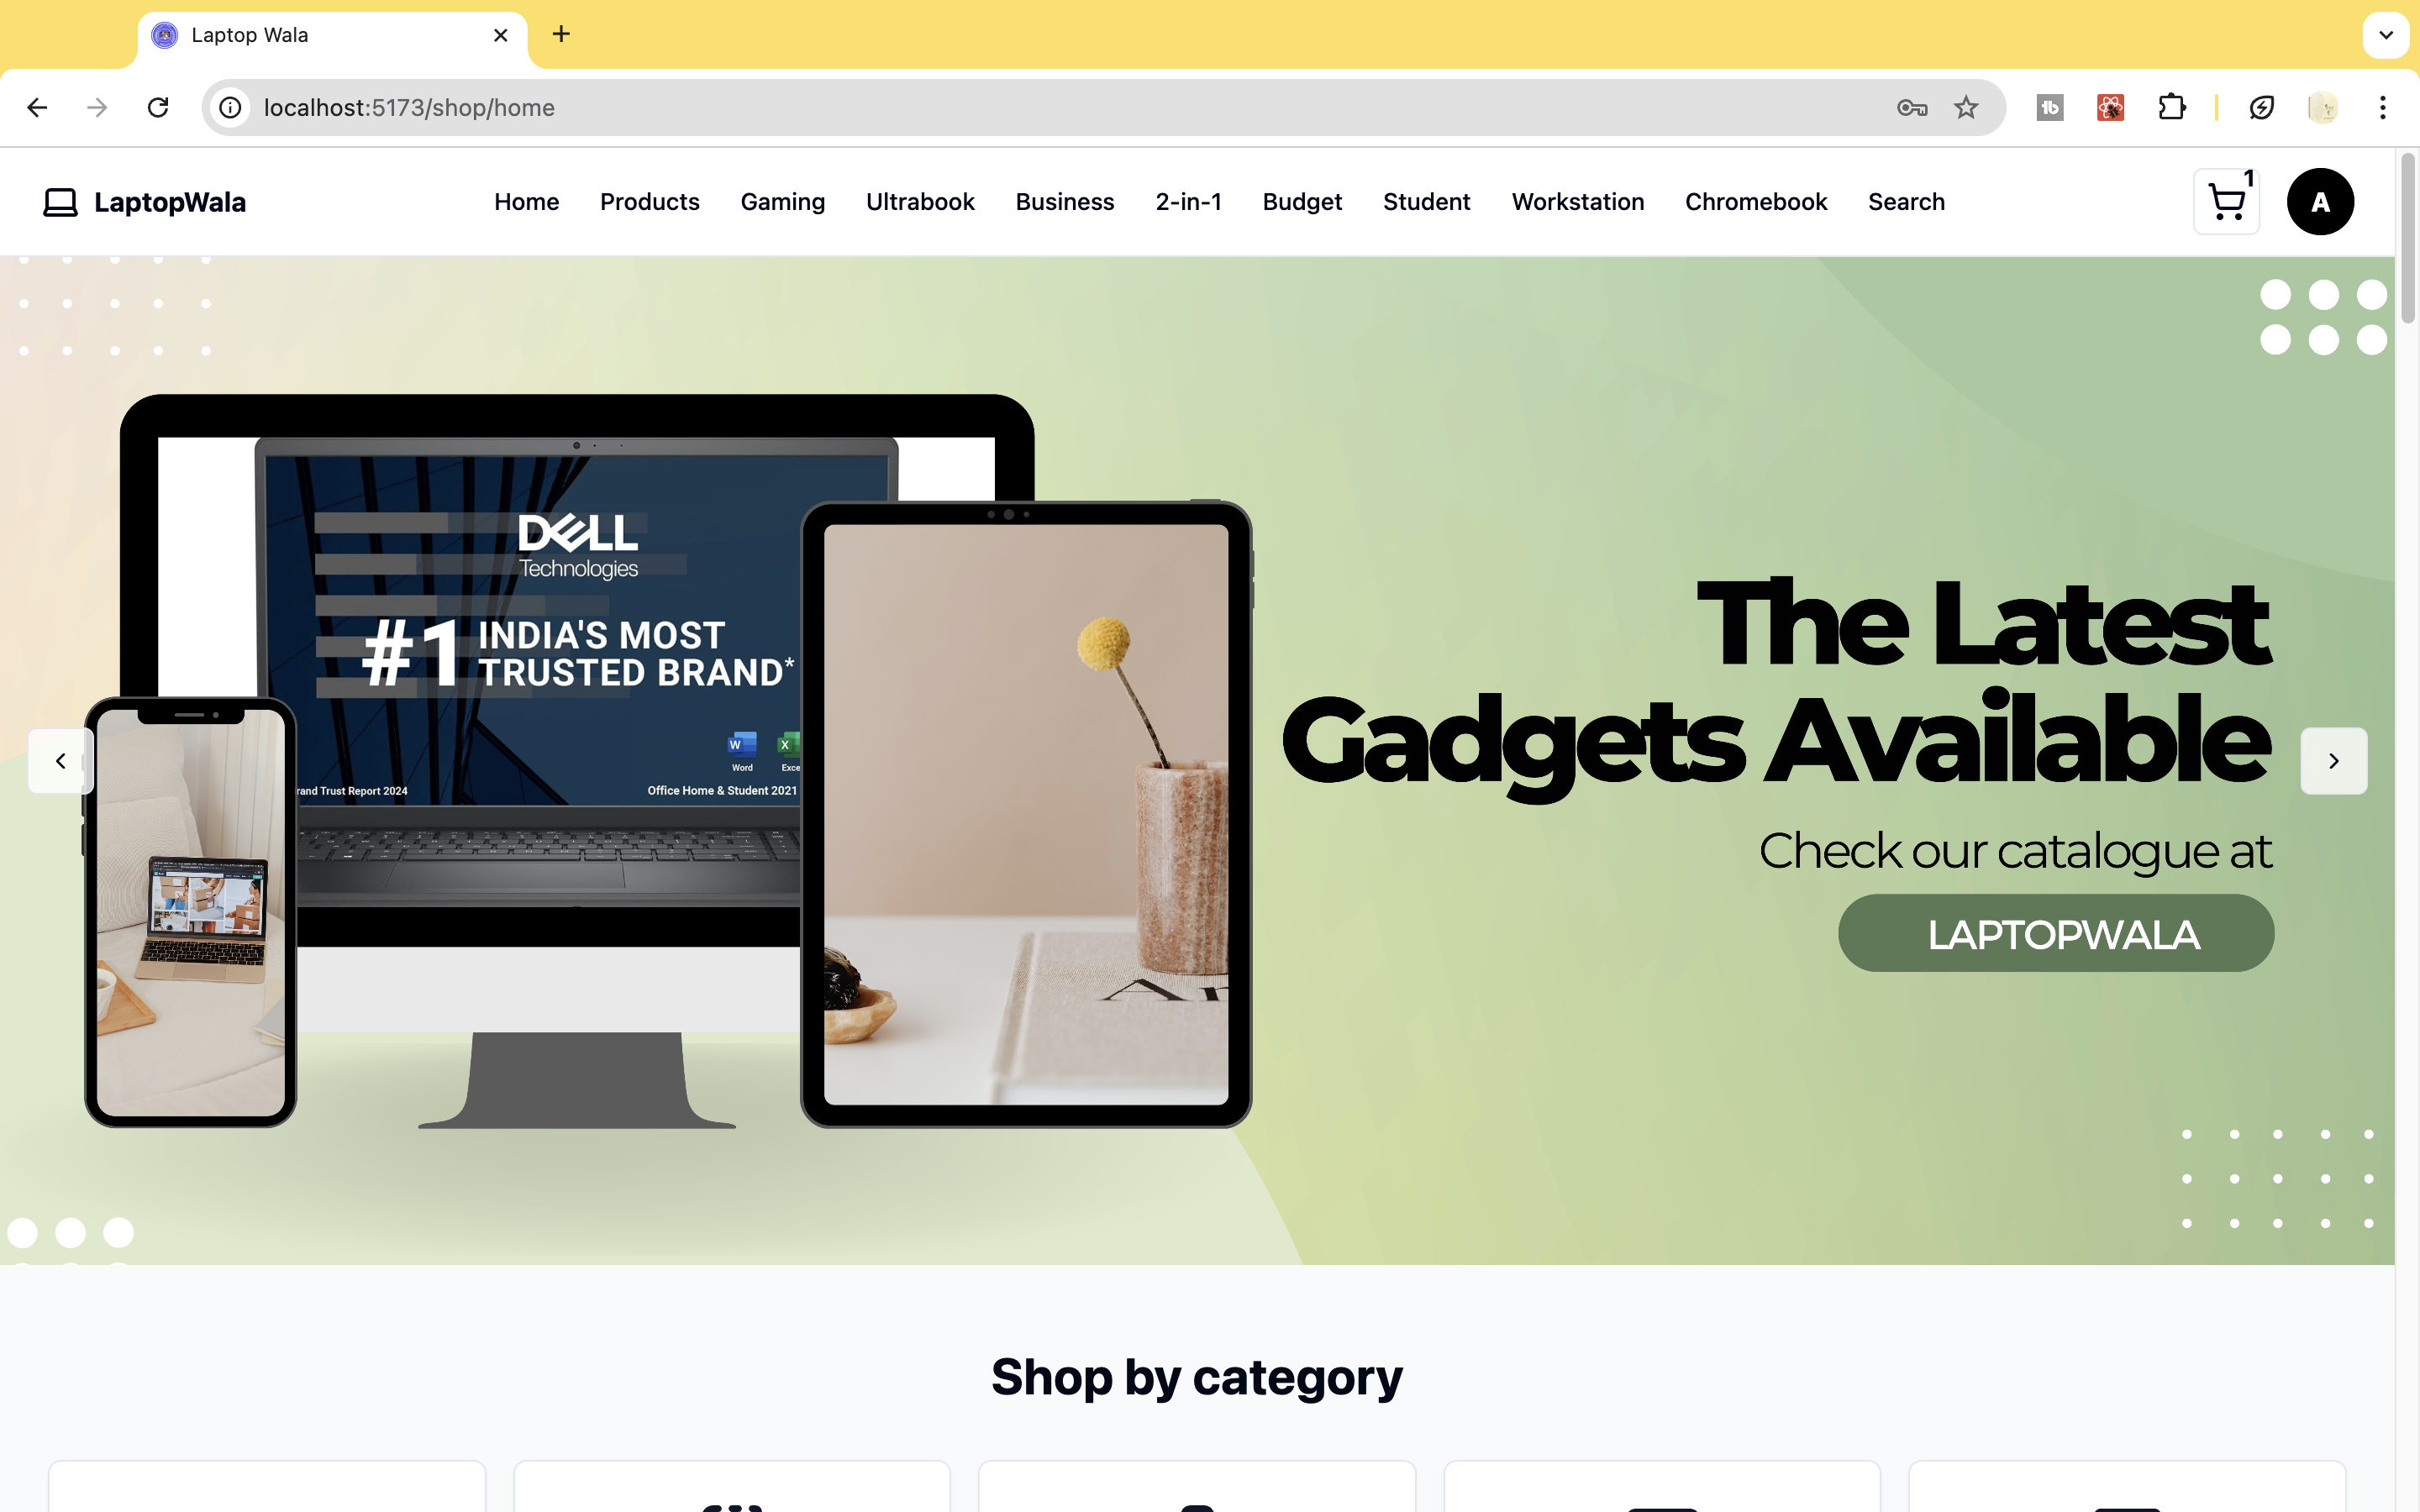 Laptop Wala
localhost:5173/shop/home
LaptopWala
Home Products Gaming Ultrabook Business 2-in-1 Budget Student Workstation Chromebook Search
1
A
DELL
Technologies
#1 INDIA'S MOST
TRUSTED BRAND*
Word
rand Trust Report 2024
Office Home & Student 2021
The Latest
Gadgets Available
Check our catalogue at
LAPTOPWALA
Shop by category